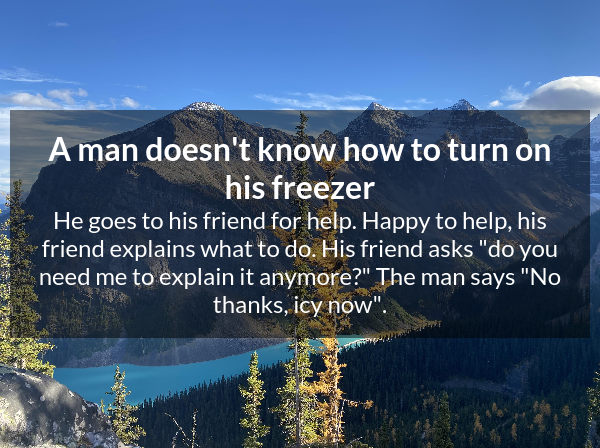 A man doesn't know how to turn on
his freezer
He goes to his friend for help. Happy to help, his
friend explains what to do. His friend asks "do you
need me to explain it anymore?" The man says "No
thanks, icy now".